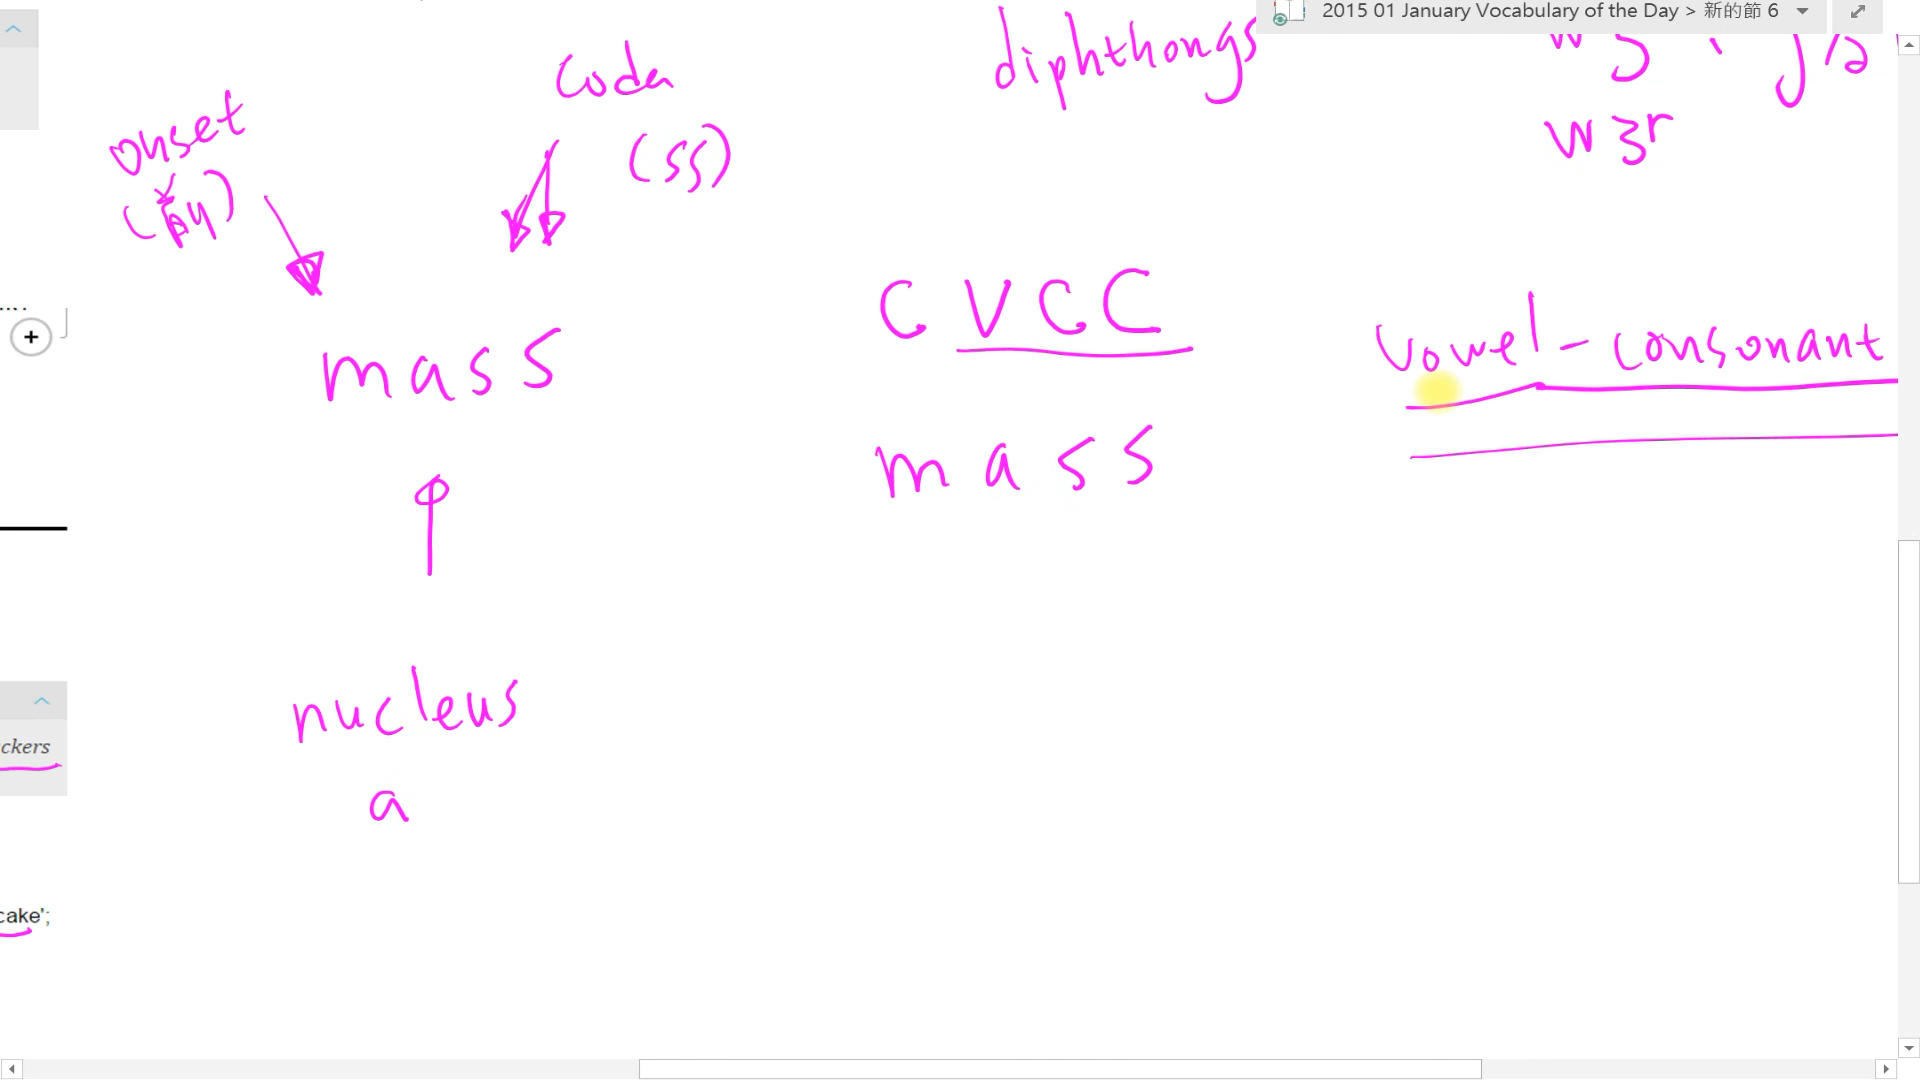 2015 01 January Vocabulary of the Day > 新的節 6
diphthongs
coda
(ss)
onset
w3r
CVCC
mass
mass
vowel-consonant
nucleus
a
ckers
cake';